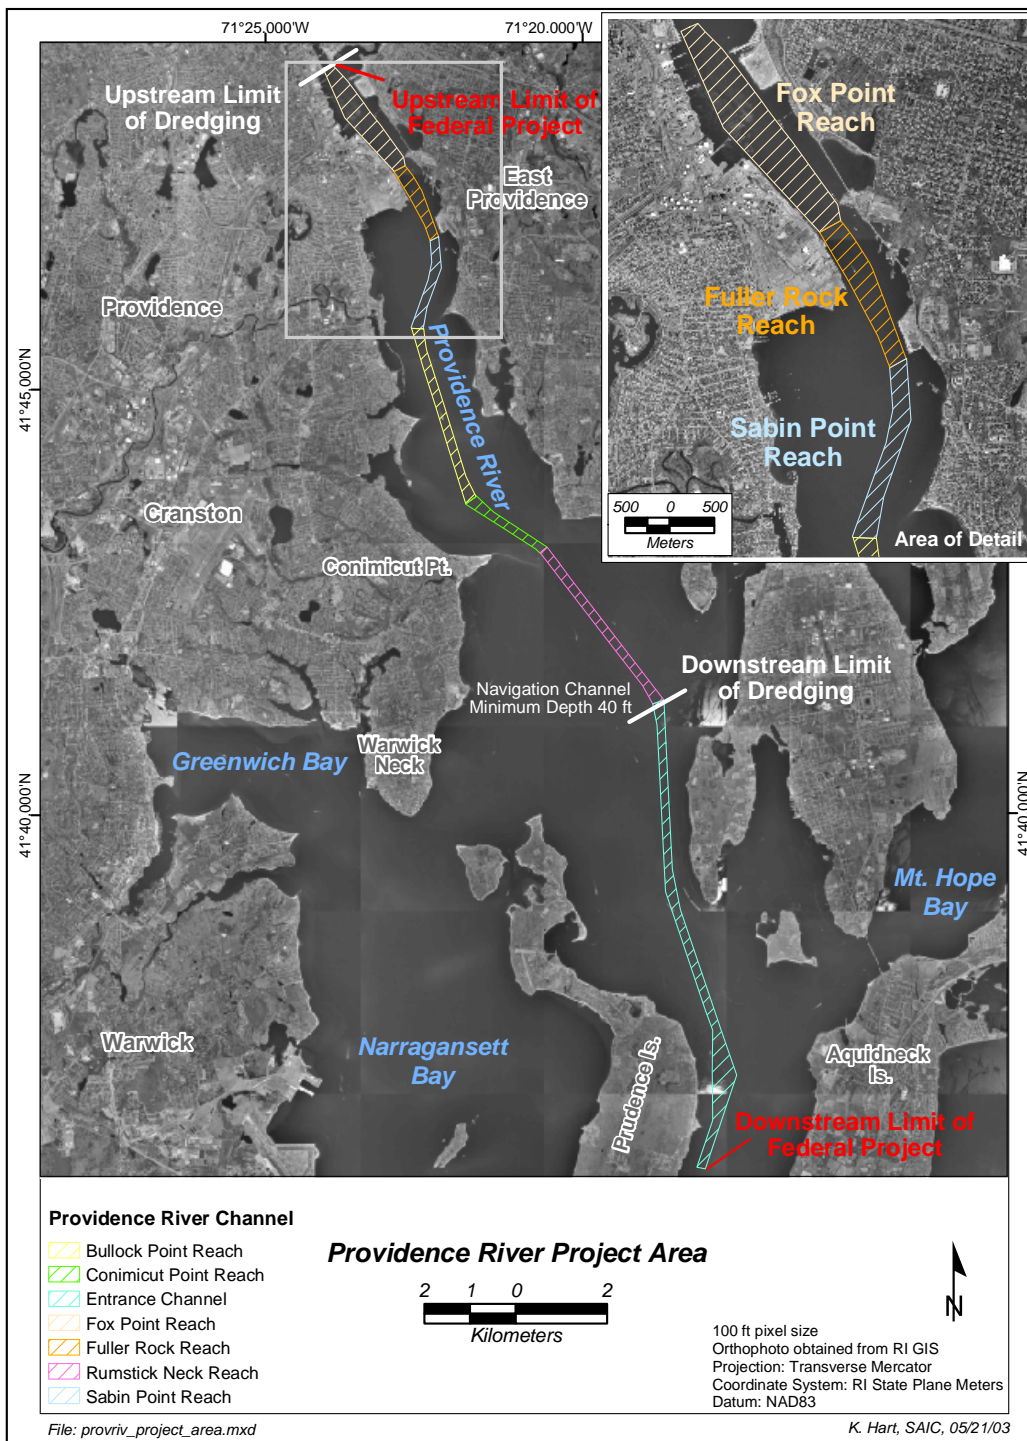 71°25.000'W
71°20.000'W
Upstream Limit
of Dredging
Upstream Limit of
Federal Project
East
Providence
Providence
Providence River
41°45.000'N
Cranston
Conimicut Pt.
Fox Point
Reach
Fuller Rock
Reach
Sabin Point
Reach
500 0 500
Meters
Area of Detail
Downstream Limit
of Dredging
Navigation Channel
Minimum Depth 40 ft
Greenwich Bay
Warwick
Neck
41°40.000'N
41°40.000'N
Mt. Hope
Bay
Warwick
Narragansett
Bay
Prudence Is.
Aquidneck
Is.
Downstream Limit of
Federal Project
Providence River Channel
Bullock Point Reach
Conimicut Point Reach
Entrance Channel
Fox Point Reach
Fuller Rock Reach
Rumstick Neck Reach
Sabin Point Reach
Providence River Project Area
2 1 0 2
Kilometers
N
100 ft pixel size
Orthophoto obtained from RI GIS
Projection: Transverse Mercator
Coordinate System: RI State Plane Meters
Datum: NAD83
File: provriv_project_area.mxd
K. Hart, SAIC, 05/21/03